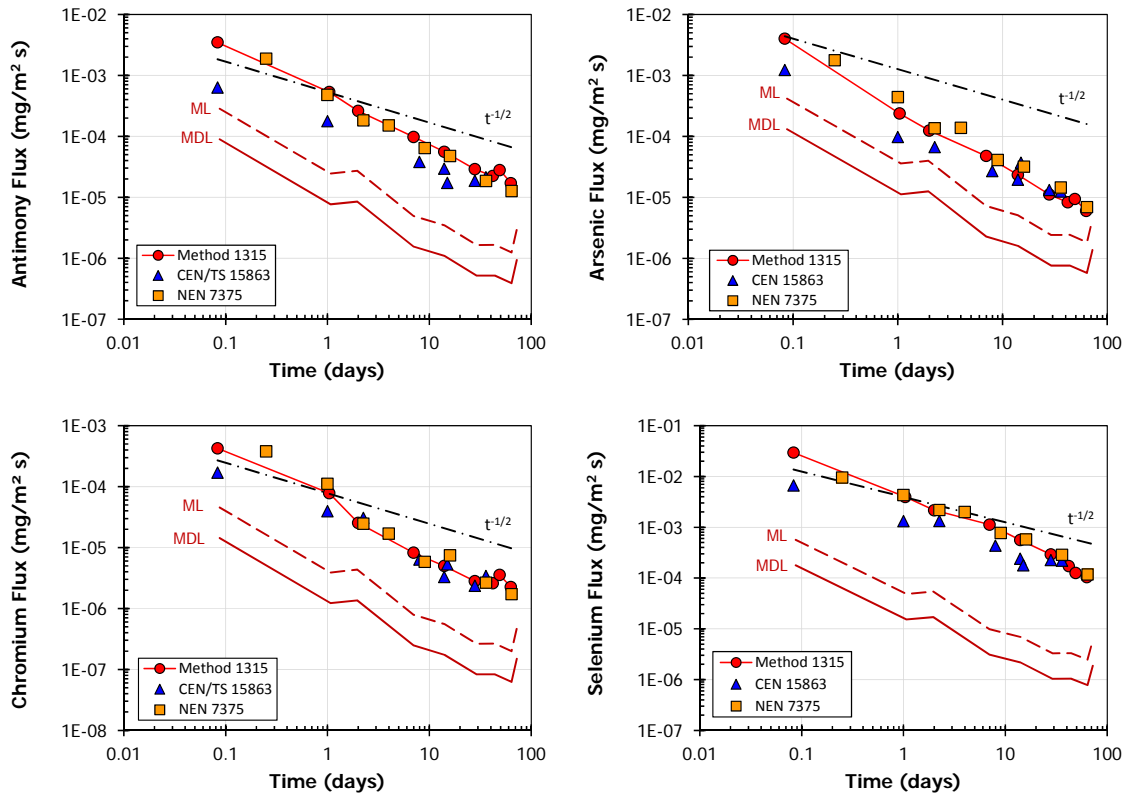 Antimony Flux (mg/m² s)
1E-02
1E-03
1E-04
1E-05
1E-06
1E-07
ML
MDL
t⁻¹/²
Method 1315
CEN/TS 15863
NEN 7375
0.01
0.1
1
10
100
Time (days)
Arsenic Flux (mg/m² s)
1E-02
1E-03
1E-04
1E-05
1E-06
1E-07
ML
MDL
t⁻¹/²
Method 1315
CEN 15863
NEN 7375
0.01
0.1
1
10
100
Time (days)
Chromium Flux (mg/m² s)
1E-03
1E-04
1E-05
1E-06
1E-07
1E-08
ML
MDL
t⁻¹/²
Method 1315
CEN/TS 15863
NEN 7375
0.01
0.1
1
10
100
Time (days)
Selenium Flux (mg/m² s)
1E-01
1E-02
1E-03
1E-04
1E-05
1E-06
1E-07
ML
MDL
t⁻¹/²
Method 1315
CEN 15863
NEN 7375
0.01
0.1
1
10
100
Time (days)